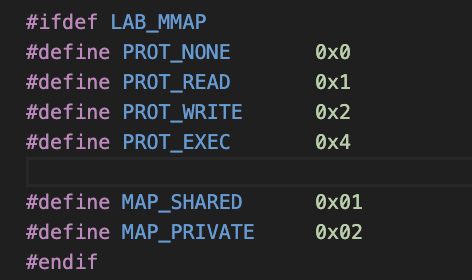 #ifdef LAB_MMAP
#define PROT_NONE       0x0
#define PROT_READ       0x1
#define PROT_WRITE      0x2
#define PROT_EXEC       0x4
#define MAP_SHARED      0x01
#define MAP_PRIVATE     0x02
#endif